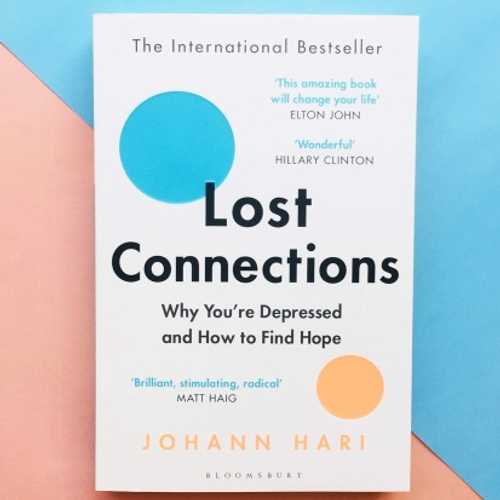 The International Bestseller
‘This amazing book
will change your life’
ELTON JOHN
‘Wonderful’
HILLARY CLINTON
Lost
Connections
Why You’re Depressed
and How to Find Hope
‘Brilliant, stimulating, radical’
MATT HAIG
JOHANN HARI
BLOOMSBURY